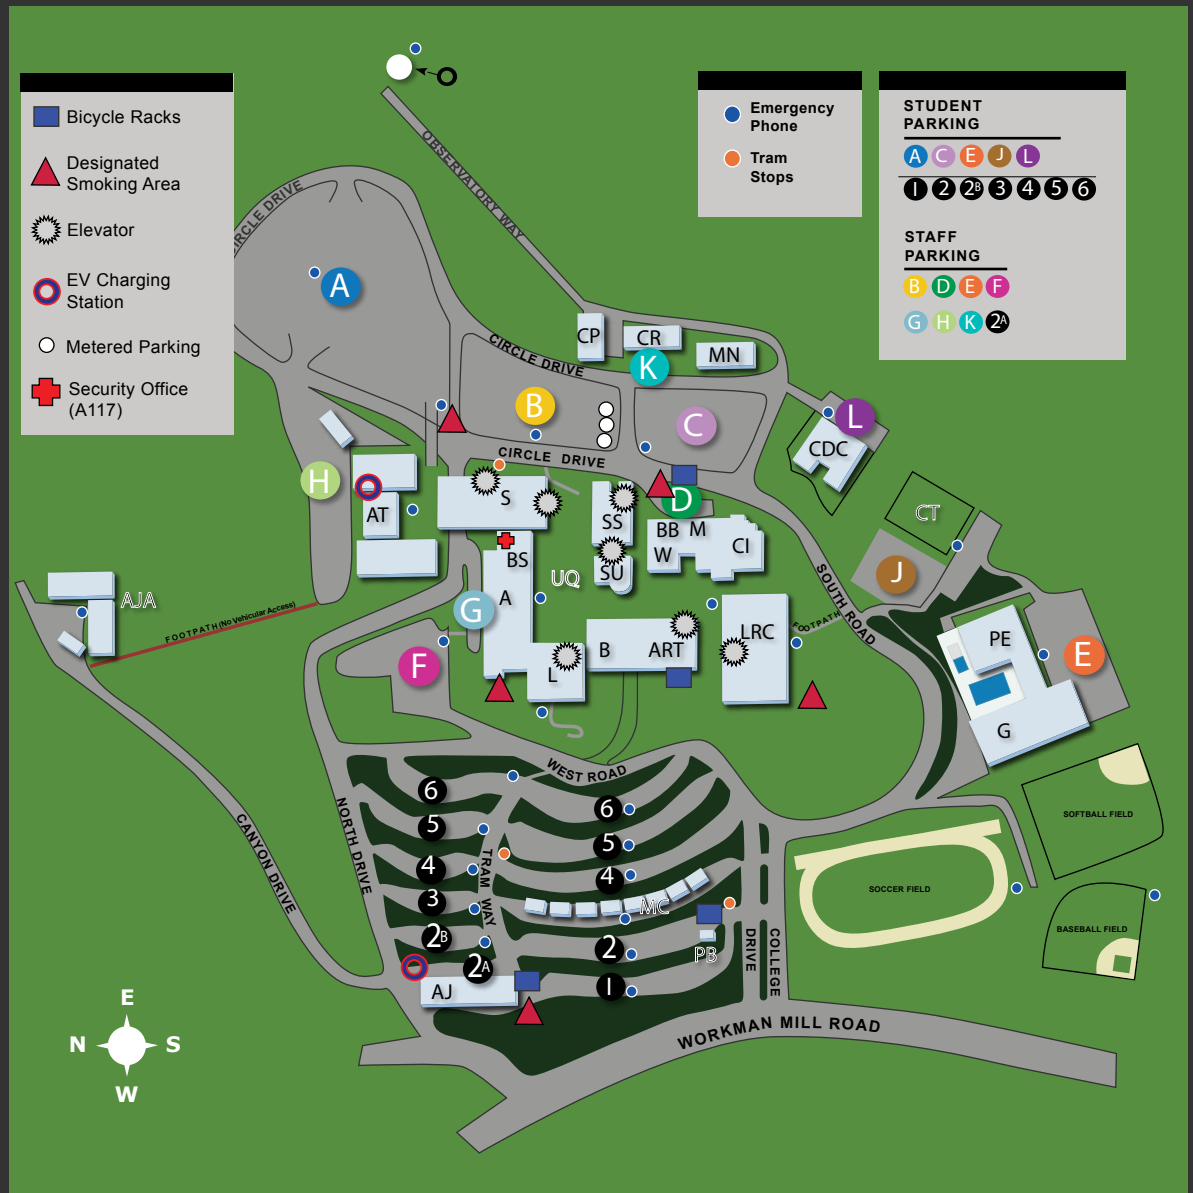 O
Bicycle Racks
Designated
Smoking Area
Elevator
EV Charging
Station
Metered Parking
Security Office
(A117)
Emergency
Phone
Tram
Stops
STUDENT
PARKING
A C E J L
1 2 2B 3 4 5 6
STAFF
PARKING
B D E F
G H K 2A
OBSERVATORY WAY
CIRCLE DRIVE
A
CP
CR
MN
K
CIRCLE DRIVE
B
C
L
CDC
CIRCLE DRIVE
H
S
D
CT
AT
SS
BB
M
W
CI
BS
UQ
SU
J
SOUTH ROAD
AJA
A
G
FOOTPATH (No Vehicular Access)
FOOTPATH
B
ART
LRC
PE
E
F
L
G
WEST ROAD
6
6
5
5
4
4
3
2B
2
2A
1
NORTH DRIVE
TRAM WAY
CANYON DRIVE
MC
PB
AJ
COLLEGE
DRIVE
SOFTBALL FIELD
SOCCER FIELD
BASEBALL FIELD
WORKMAN MILL ROAD
E
N
S
W